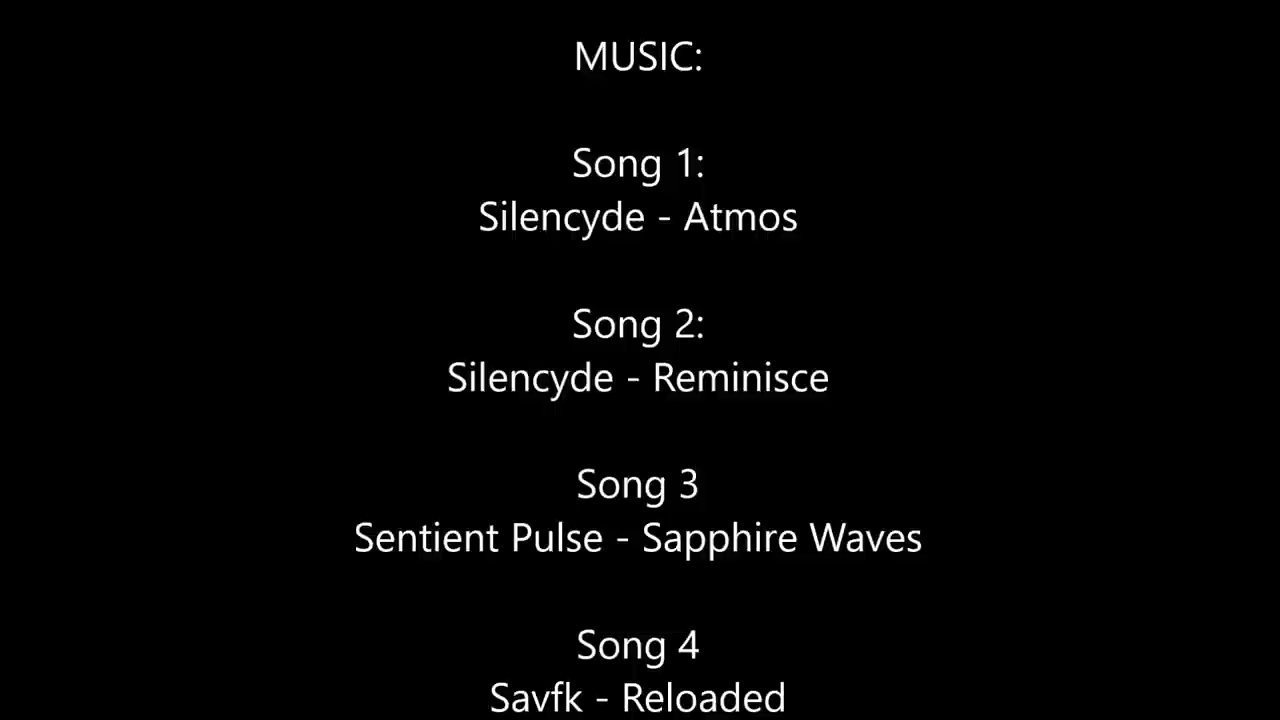 MUSIC:
Song 1:
Silencyde - Atmos
Song 2:
Silencyde - Reminisce
Song 3
Sentient Pulse - Sapphire Waves
Song 4
Savfk - Reloaded